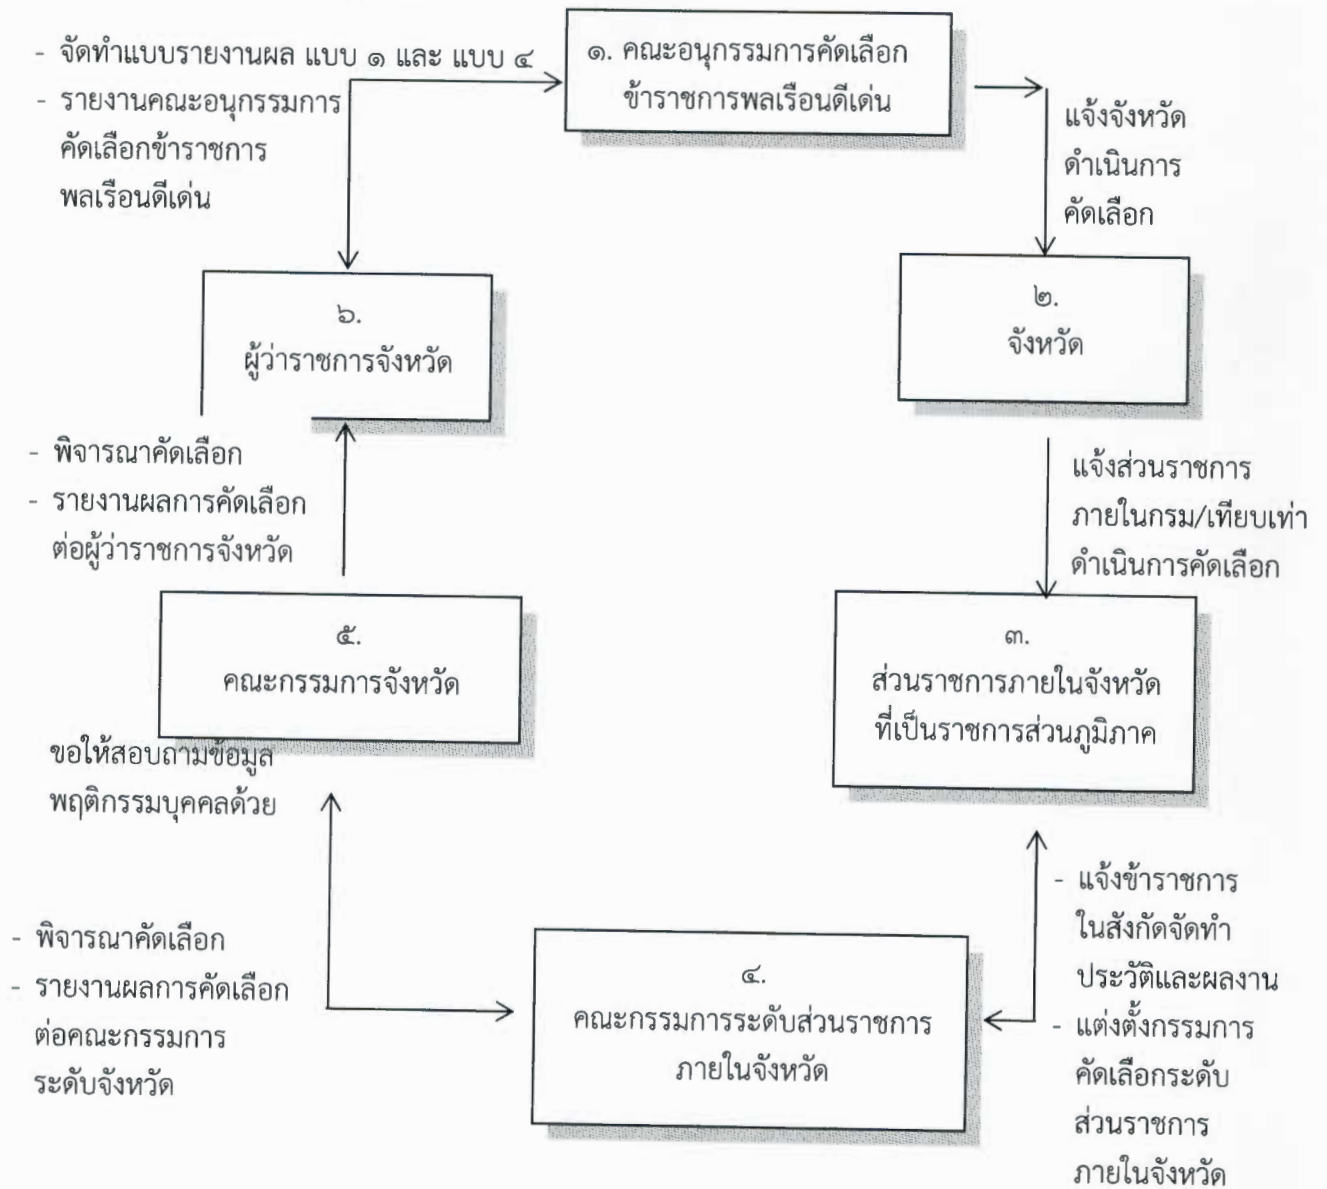 - จัดทำแบบรายงานผล แบบ ๑ และ แบบ ๔
- รายงานคณะอนุกรรมการ
คัดเลือกข้าราชการ
พลเรือนดีเด่น
๑. คณะอนุกรรมการคัดเลือก
ข้าราชการพลเรือนดีเด่น
แจ้งจังหวัด
ดำเนินการ
คัดเลือก
๒.
จังหวัด
แจ้งส่วนราชการ
ภายในกรม/เทียบเท่า
ดำเนินการคัดเลือก
๓.
ส่วนราชการภายในจังหวัด
ที่เป็นราชการส่วนภูมิภาค
- แจ้งข้าราชการ
ในสังกัดจัดทำ
ประวัติและผลงาน
- แต่งตั้งกรรมการ
คัดเลือกระดับ
ส่วนราชการ
ภายในจังหวัด
๔.
คณะกรรมการระดับส่วนราชการ
ภายในจังหวัด
- พิจารณาคัดเลือก
- รายงานผลการคัดเลือก
ต่อคณะกรรมการ
ระดับจังหวัด
ขอให้สอบถามข้อมูล
พฤติกรรมบุคคลด้วย
๕.
คณะกรรมการจังหวัด
- พิจารณาคัดเลือก
- รายงานผลการคัดเลือก
ต่อผู้ว่าราชการจังหวัด
๖.
ผู้ว่าราชการจังหวัด